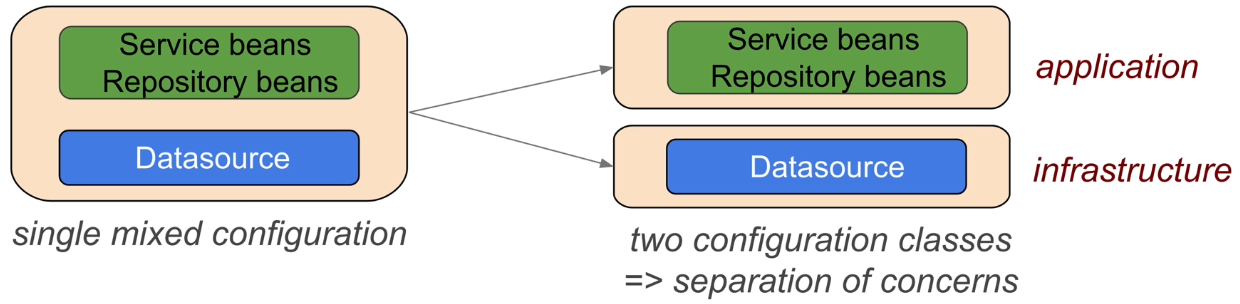 Service beans
Repository beans
Datasource
single mixed configuration
Service beans
Repository beans
application
Datasource
infrastructure
two configuration classes
=> separation of concerns